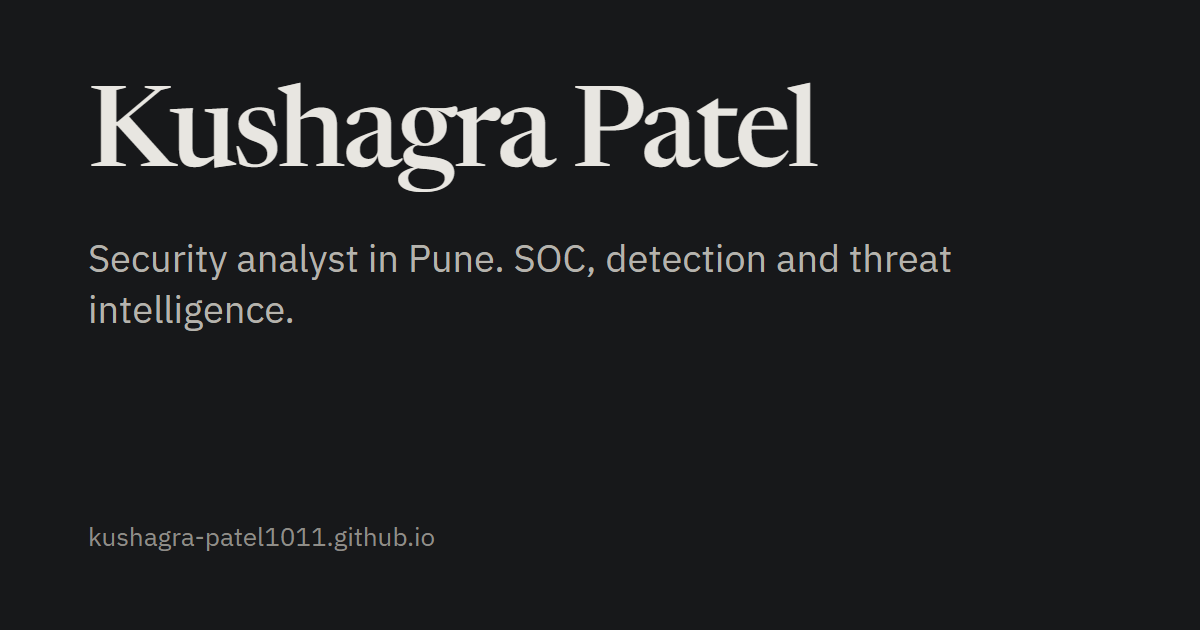 Kushagra Patel
Security analyst in Pune. SOC, detection and threat
intelligence.
kushagra-patel1011.github.io